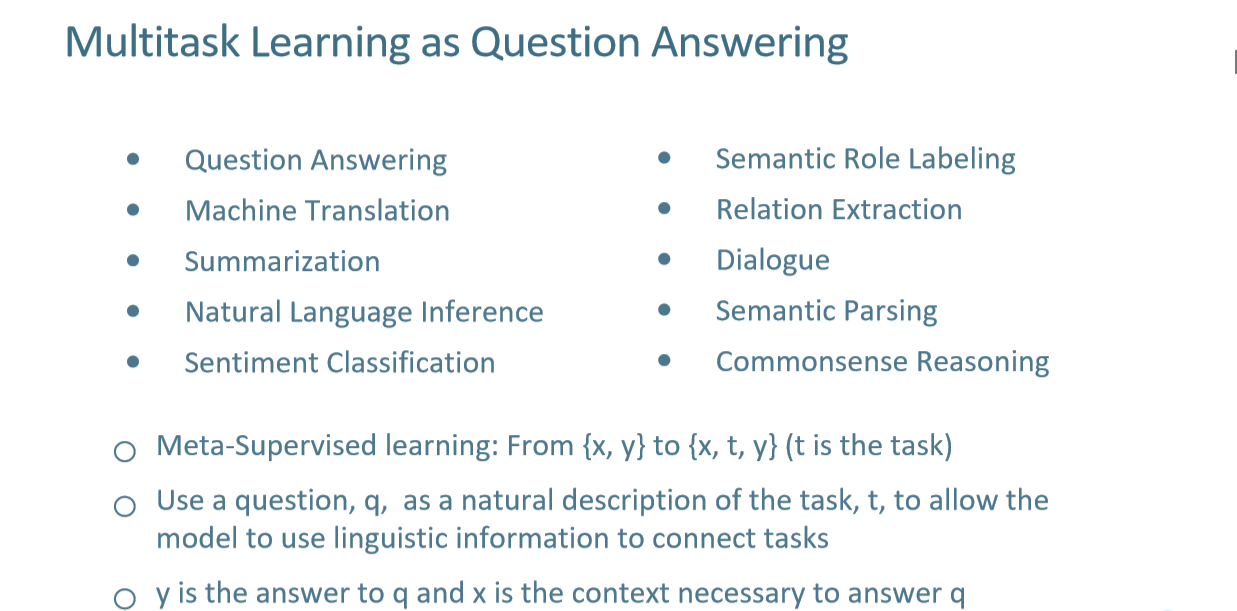 Multitask Learning as Question Answering
• Question Answering
• Machine Translation
• Summarization
• Natural Language Inference
• Sentiment Classification
• Semantic Role Labeling
• Relation Extraction
• Dialogue
• Semantic Parsing
• Commonsense Reasoning
○ Meta-Supervised learning: From {x, y} to {x, t, y} (t is the task)
○ Use a question, q, as a natural description of the task, t, to allow the
model to use linguistic information to connect tasks
○ y is the answer to q and x is the context necessary to answer q